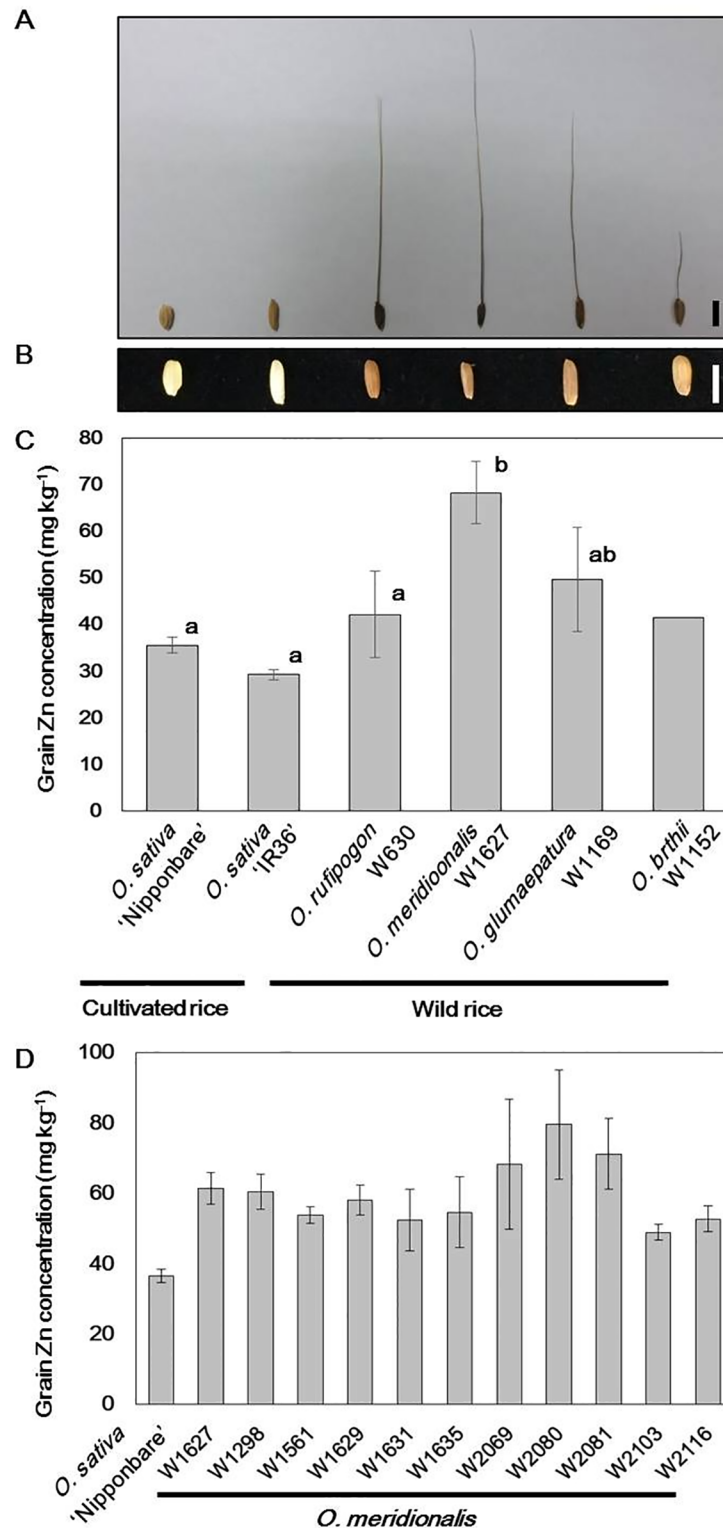 A
B
C
Grain Zn concentration (mg kg⁻¹)
80
70
60
50
40
30
20
10
0
a
a
a
b
ab
O. sativa
'Nipponbare'
O. sativa
'IR36'
O. rufipogon
W630
O. meridioonalis
W1627
O. glumaepatura
W1169
O. brthii
W1152
Cultivated rice
Wild rice
D
Grain Zn concentration (mg kg⁻¹)
100
80
60
40
20
0
O. sativa
'Nipponbare'
W1627
W1298
W1561
W1629
W1631
W1635
W2069
W2080
W2081
W2103
W2116
O. meridionalis